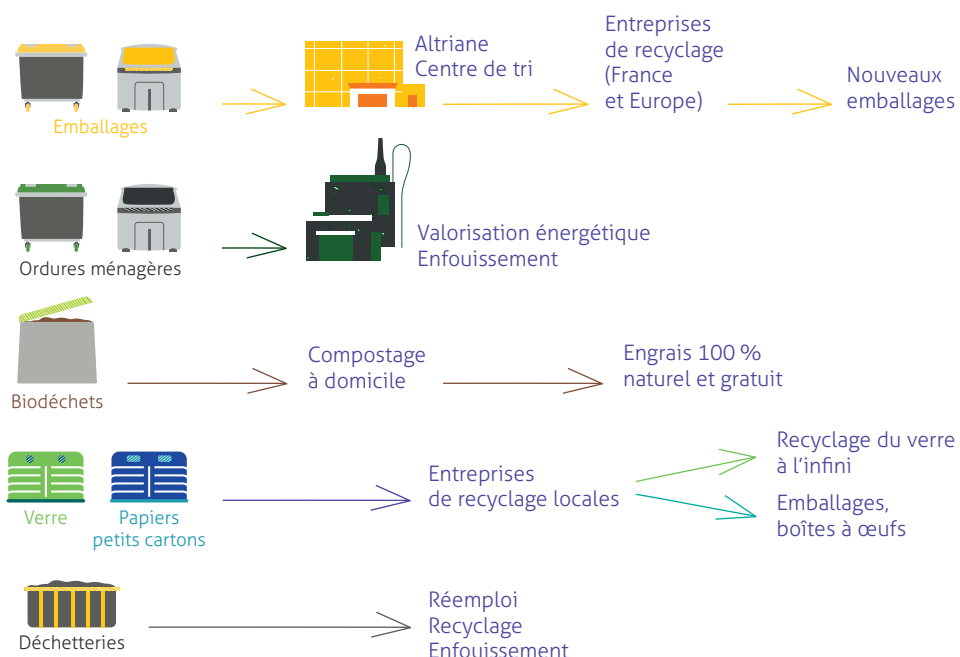 Emballages
Altriane
Centre de tri
Entreprises
de recyclage
(France
et Europe)
Nouveaux
emballages
Ordures ménagères
Valorisation énergétique
Enfouissement
Biodéchets
Compostage
à domicile
Engrais 100 %
naturel et gratuit
Verre
Papiers
petits cartons
Entreprises
de recyclage locales
Recyclage du verre
à l'infini
Emballages,
boîtes à œufs
Déchetteries
Réemploi
Recyclage
Enfouissement